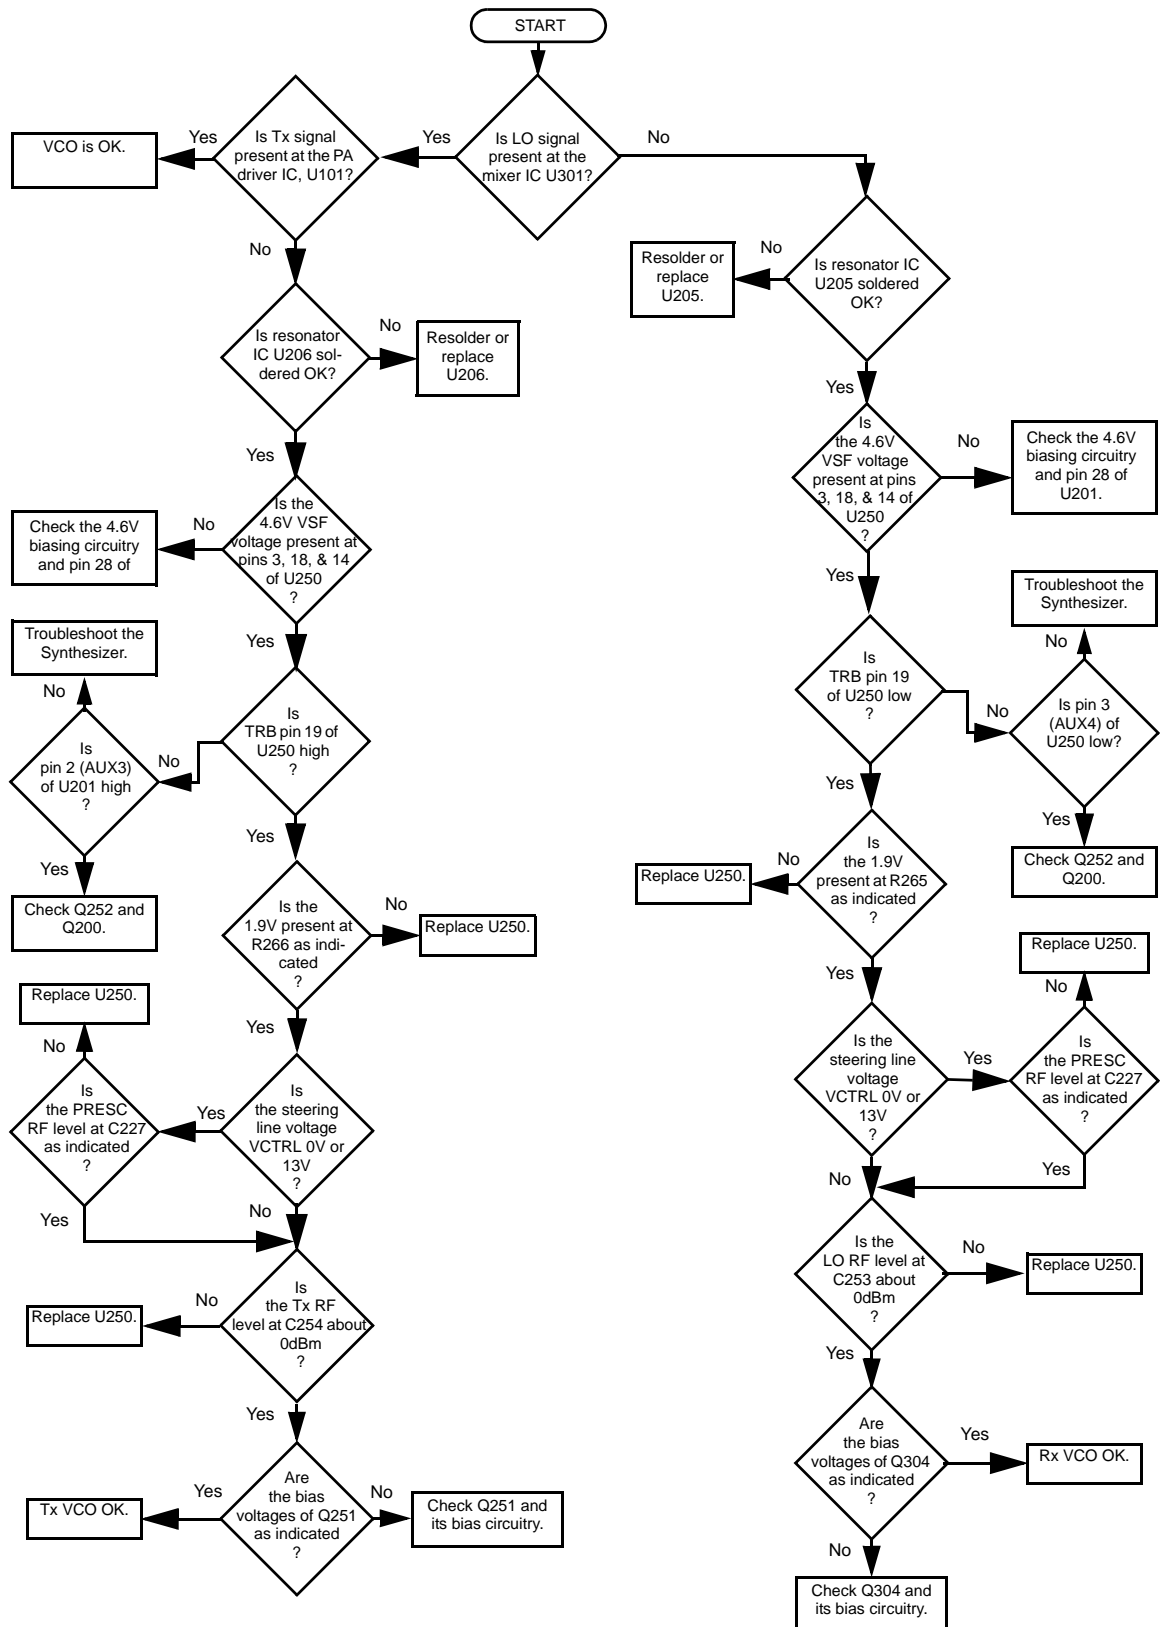 START
Is LO signal
present at the
mixer IC U301?
Yes
No
Is Tx signal
present at the PA
driver IC, U101?
Yes
VCO is OK.
No
Is resonator
IC U206 sol-
dered OK?
No
Resolder or
replace
U206.
Yes
Is the
4.6V VSF
voltage present at
pins 3, 18, & 14
of U250
?
No
Check the 4.6V
biasing circuitry
and pin 28 of
Yes
Is
TRB pin 19 of
U250 high
?
No
Is
pin 2 (AUX3)
of U201 high
?
No
Troubleshoot the
Synthesizer.
Yes
Check Q252 and
Q200.
Yes
Is the
1.9V present at
R266 as indi-
cated
?
No
Replace U250.
Yes
Is
the steering
line voltage
VCTRL 0V or
13V
?
Yes
Is
the PRESC
RF level at C227
as indicated
?
No
Replace U250.
Yes
No
Is
the Tx RF
level at C254 about
0dBm
?
No
Replace U250.
Yes
Are
the bias
voltages of Q251
as indicated
?
Yes
Tx VCO OK.
No
Check Q251 and
its bias circuitry.
Is resonator IC
U205 soldered
OK?
No
Resolder or
replace
U205.
Yes
Is
the 4.6V
VSF voltage
present at pins
3, 18, & 14 of
U250
?
No
Check the 4.6V
biasing circuitry
and pin 28 of
U201.
Yes
Is
TRB pin 19
of U250 low
?
No
Is pin 3
(AUX4) of
U250 low?
No
Troubleshoot the
Synthesizer.
Yes
Check Q252 and
Q200.
Yes
Is
the 1.9V
present at R265
as indicated
?
No
Replace U250.
Yes
Is the
steering line
voltage
VCTRL 0V or
13V
?
Yes
Is
the PRESC
RF level at C227
as indicated
?
No
Replace U250.
Yes
No
Is the
LO RF level at
C253 about
0dBm
?
No
Replace U250.
Yes
Are
the bias
voltages of Q304
as indicated
?
Yes
Rx VCO OK.
No
Check Q304 and
its bias circuitry.